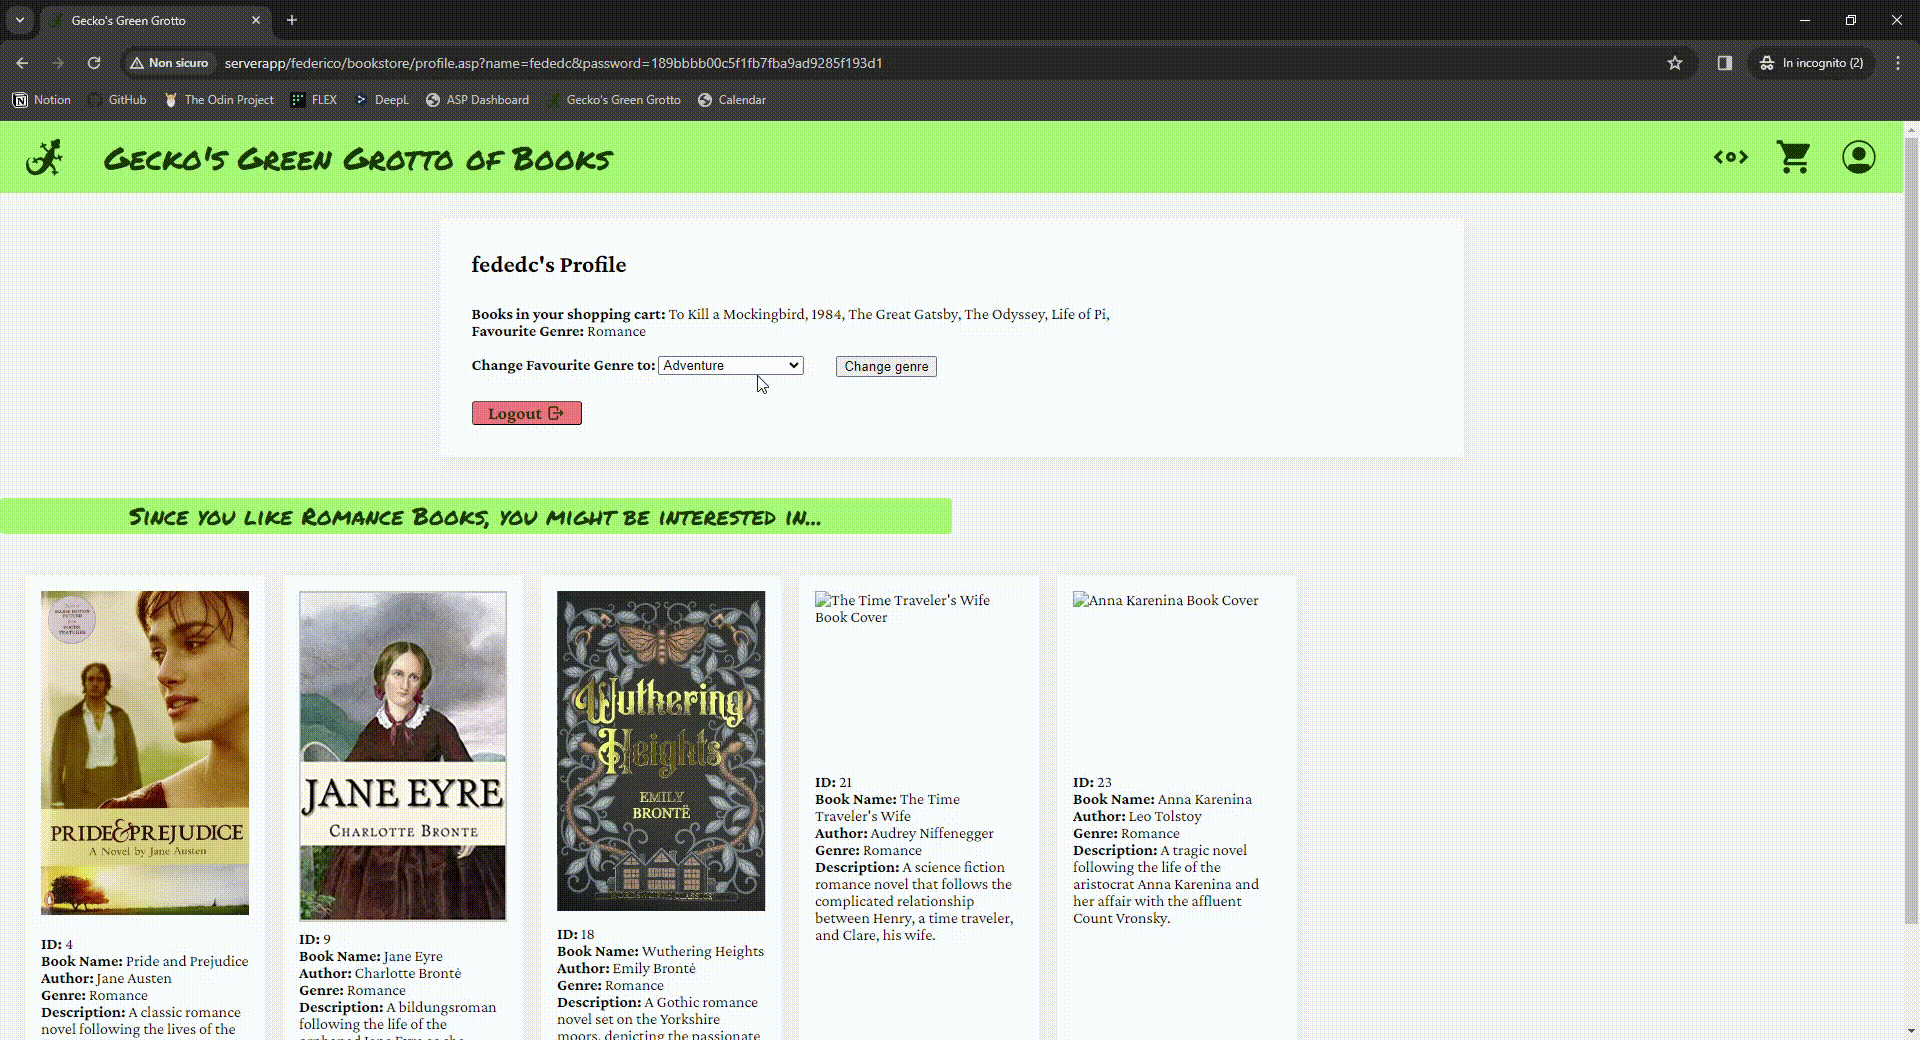 Gecko's Green Grotto
Non sicuro
serverapp/federico/bookstore/profile.asp?name=fededc&password=189bbbb00c5f1fb7fba9ad9285f193d1
In incognito (2)
Notion
GitHub
The Odin Project
FLEX
DeepL
ASP Dashboard
Gecko's Green Grotto
Calendar
Gecko's Green Grotto of Books
fededc's Profile
Books in your shopping cart: To Kill a Mockingbird, 1984, The Great Gatsby, The Odyssey, Life of Pi,
Favourite Genre: Romance
Change Favourite Genre to: Adventure
Change genre
Logout
Since you like Romance Books, you might be interested in...
PRIDE & PREJUDICE
A Novel by Jane Austen
ID: 4
Book Name: Pride and Prejudice
Author: Jane Austen
Genre: Romance
Description: A classic romance
novel following the lives of the
JANE EYRE
CHARLOTTE BRONTE
ID: 9
Book Name: Jane Eyre
Author: Charlotte Brontë
Genre: Romance
Description: A bildungsroman
following the life of the
orphaned Jane Eyre as she
Wuthering
Heights
EMILY
BRONTË
ID: 18
Book Name: Wuthering Heights
Author: Emily Brontë
Genre: Romance
Description: A Gothic romance
novel set on the Yorkshire
moors, depicting the passionate
The Time Traveler's Wife
Book Cover
ID: 21
Book Name: The Time
Traveler's Wife
Author: Audrey Niffenegger
Genre: Romance
Description: A science fiction
romance novel that follows the
complicated relationship
between Henry, a time traveler,
and Clare, his wife.
Anna Karenina Book Cover
ID: 23
Book Name: Anna Karenina
Author: Leo Tolstoy
Genre: Romance
Description: A tragic novel
following the life of the
aristocrat Anna Karenina and
her affair with the affluent
Count Vronsky.